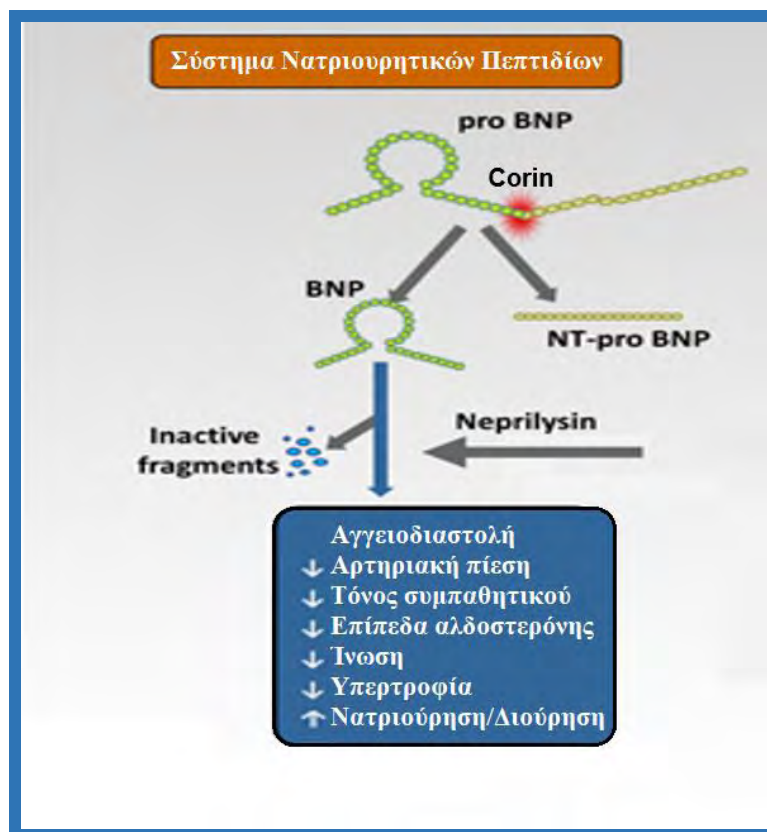 Σύστημα Νατριουρητικών Πεπτιδίων
pro BNP
Corin
BNP
NT-pro BNP
Inactive
fragments
Neprilysin
Αγγειοδιαστολή
↓ Αρτηριακή πίεση
↓ Τόνος συμπαθητικού
↓ Επίπεδα αλδοστερόνης
↓ Ίνωση
↓ Υπερτροφία
↑ Νατριούρηση/Διούρηση